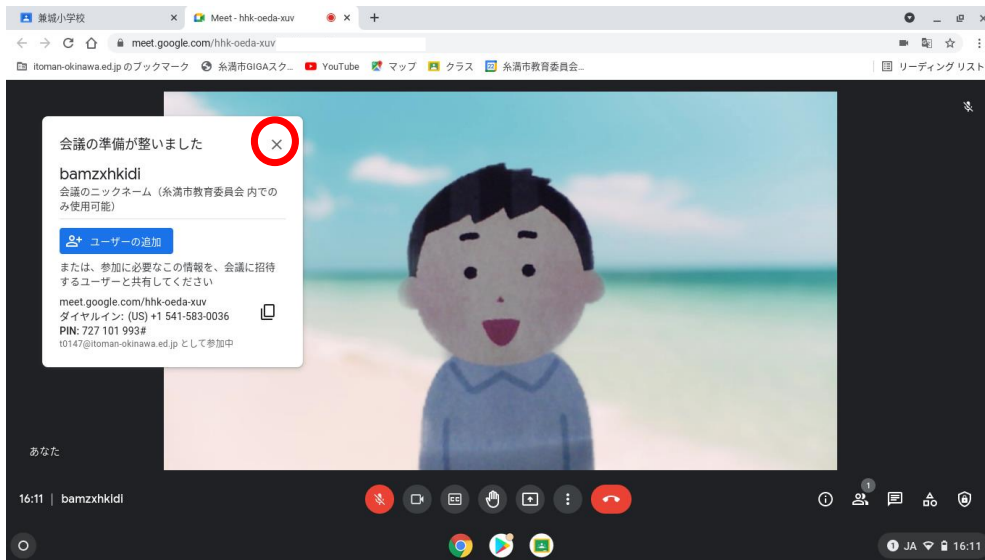 兼城小学校
Meet - hhk-oeda-xuv
meet.google.com/hhk-oeda-xuv
itoman-okinawa.ed.jp のブックマーク
糸満市GIGAスク...
YouTube
マップ
クラス
糸満市教育委員会...
リーディング リスト
会議の準備が整いました
bamzxhkidi
会議のニックネーム（糸満市教育委員会 内での
み使用可能）
ユーザーの追加
または、参加に必要なこの情報を、会議に招待
するユーザーと共有してください
meet.google.com/hhk-oeda-xuv
ダイヤルイン: (US) +1 541-583-0036
PIN: 727 101 993#
t0147@itoman-okinawa.ed.jp として参加中
あなた
16:11 | bamzxhkidi
CC
1
1 JA 16:11